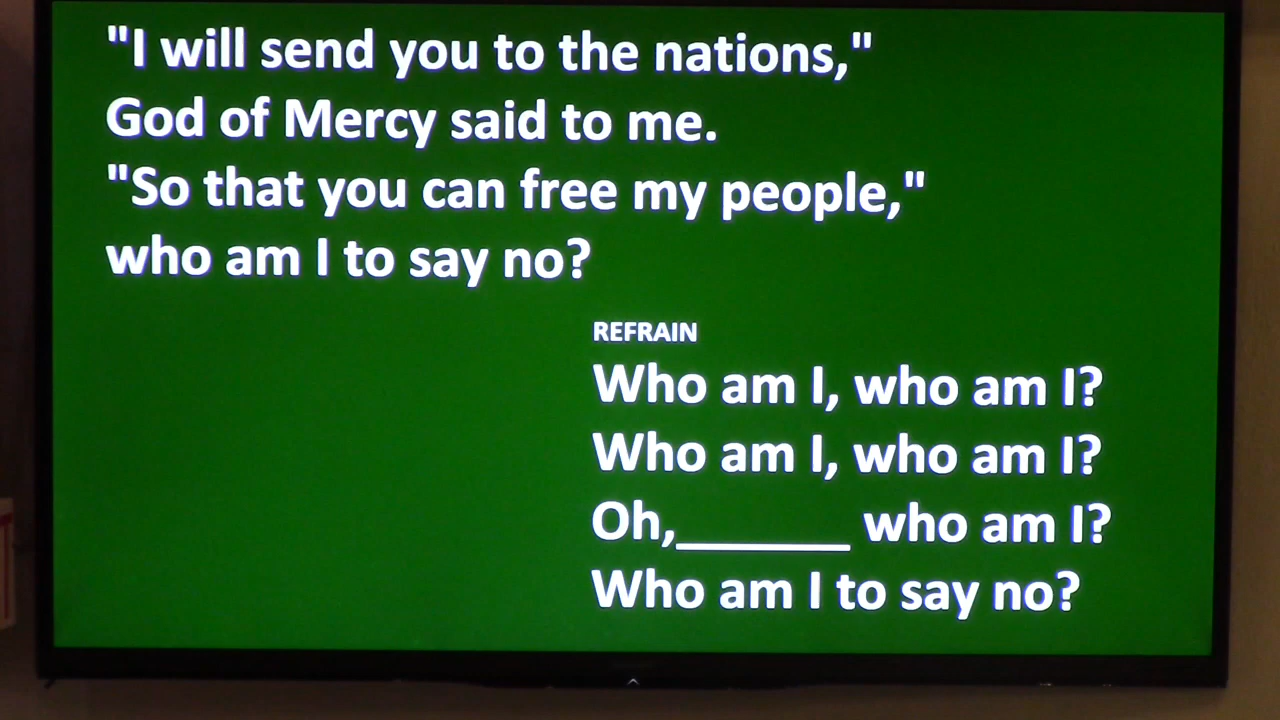 "I will send you to the nations,"
God of Mercy said to me.
"So that you can free my people,"
who am I to say no?
REFRAIN
Who am I, who am I?
Who am I, who am I?
Oh,______ who am I?
Who am I to say no?